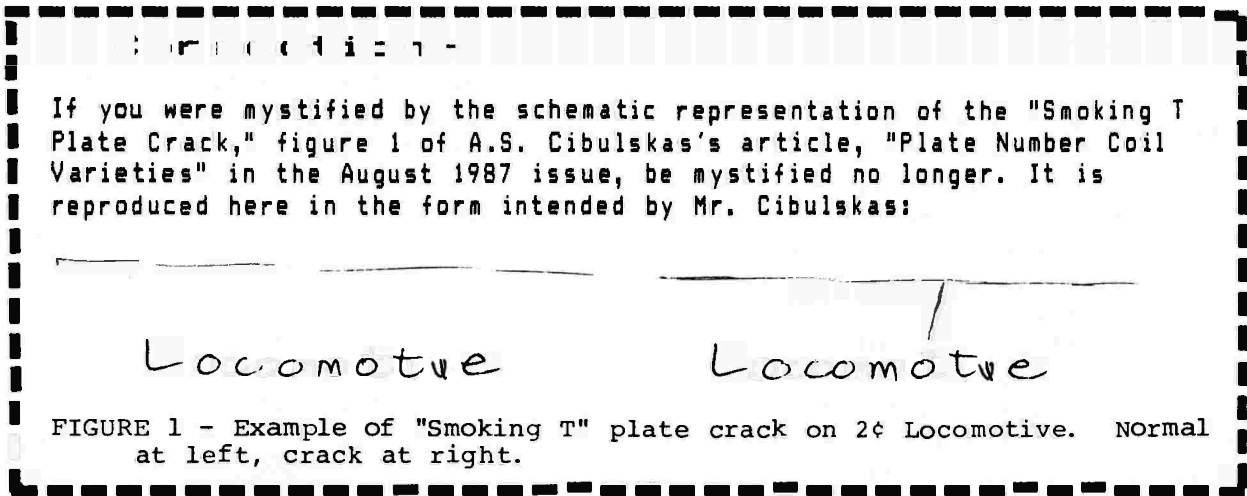 If you were mystified by the schematic representation of the "Smoking T
Plate Crack," figure 1 of A.S. Cibulskas's article, "Plate Number Coil
Varieties" in the August 1987 issue, be mystified no longer. It is
reproduced here in the form intended by Mr. Cibulskas:
Locomotve Locomotve
FIGURE 1 - Example of "Smoking T" plate crack on 2¢ Locomotive. Normal
at left, crack at right.